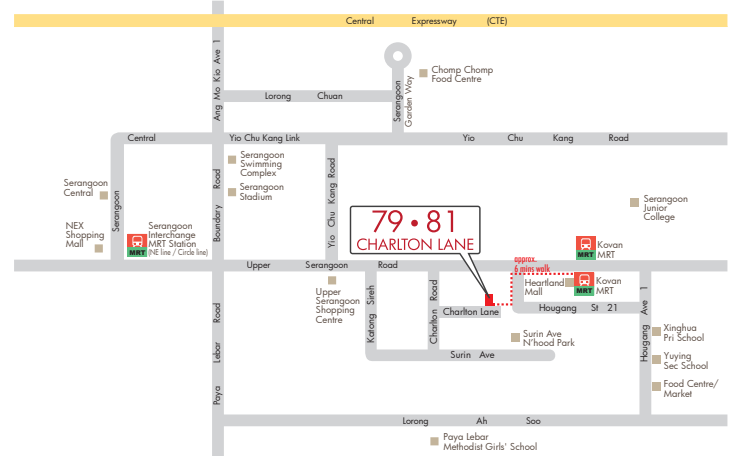 Central Expressway (CTE)
Ang Mo Kio Ave 1
Lorong Chuan
Serangoon
Garden Way
Chomp Chomp
Food Centre
Central
Yio Chu Kang Link
Yio Chu Kang Road
Serangoon
Swimming
Complex
Serangoon
Stadium
Boundary Road
Yio Chu Kang Road
Serangoon
Serangoon
Central
NEX
Shopping
Mall
Serangoon
Interchange
MRT Station
(NE line / Circle line)
MRT
79 • 81
CHARLTON LANE
Serangoon
Junior
College
Kovan
MRT
MRT
approx.
6 mins walk
Upper Serangoon Road
Heartland
Mall
Kovan
MRT
MRT
Upper
Serangoon
Shopping
Centre
Katong Sireh
Charlton Road
Charlton Lane
Hougang St 21
Hougang Ave 1
Surin Ave
N'hood Park
Surin Ave
Xinghua
Pri School
Yuying
Sec School
Food Centre/
Market
Paya Lebar Road
Lorong Ah Soo
Paya Lebar
Methodist Girls' School